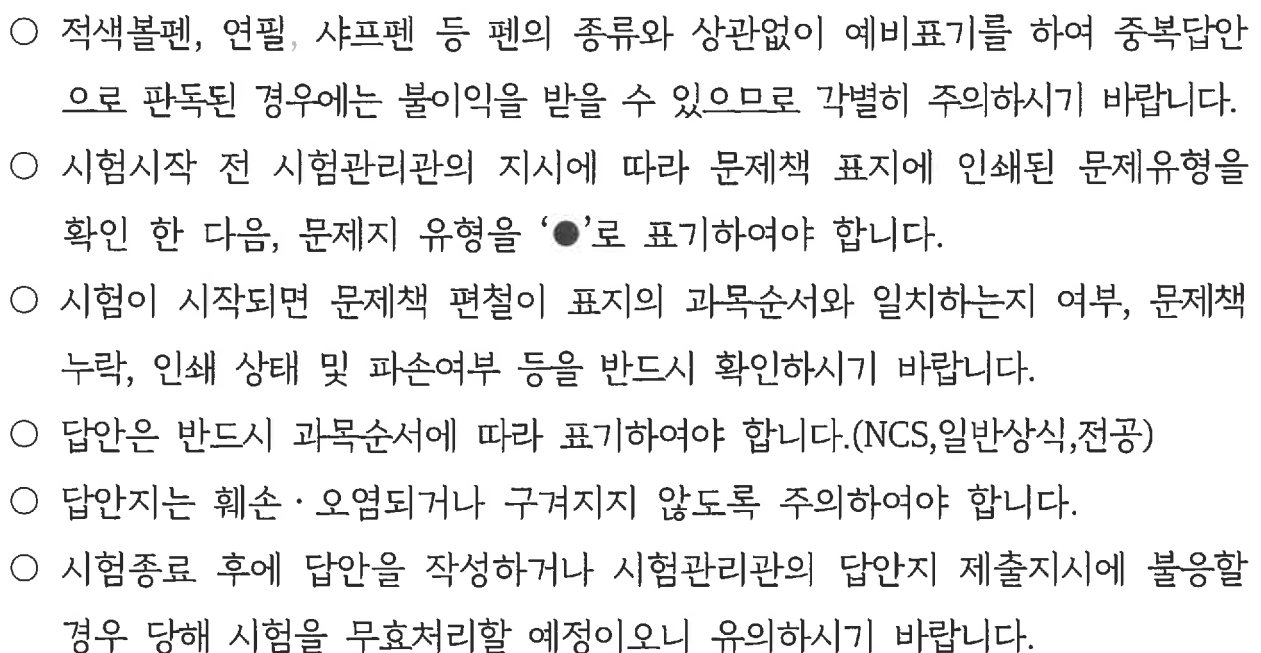 ○ 적색볼펜, 연필, 샤프펜 등 펜의 종류와 상관없이 예비표기를 하여 중복답안
으로 판독된 경우에는 불이익을 받을 수 있으므로 각별히 주의하시기 바랍니다.
○ 시험시작 전 시험관리관의 지시에 따라 문제책 표지에 인쇄된 문제유형을
확인 한 다음, 문제지 유형을 ‘●’로 표기하여야 합니다.
○ 시험이 시작되면 문제책 편철이 표지의 과목순서와 일치하는지 여부, 문제책
누락, 인쇄 상태 및 파손여부 등을 반드시 확인하시기 바랍니다.
○ 답안은 반드시 과목순서에 따라 표기하여야 합니다.(NCS,일반상식,전공)
○ 답안지는 훼손 · 오염되거나 구겨지지 않도록 주의하여야 합니다.
○ 시험종료 후에 답안을 작성하거나 시험관리관의 답안지 제출지시에 불응할
경우 당해 시험을 무효처리할 예정이오니 유의하시기 바랍니다.